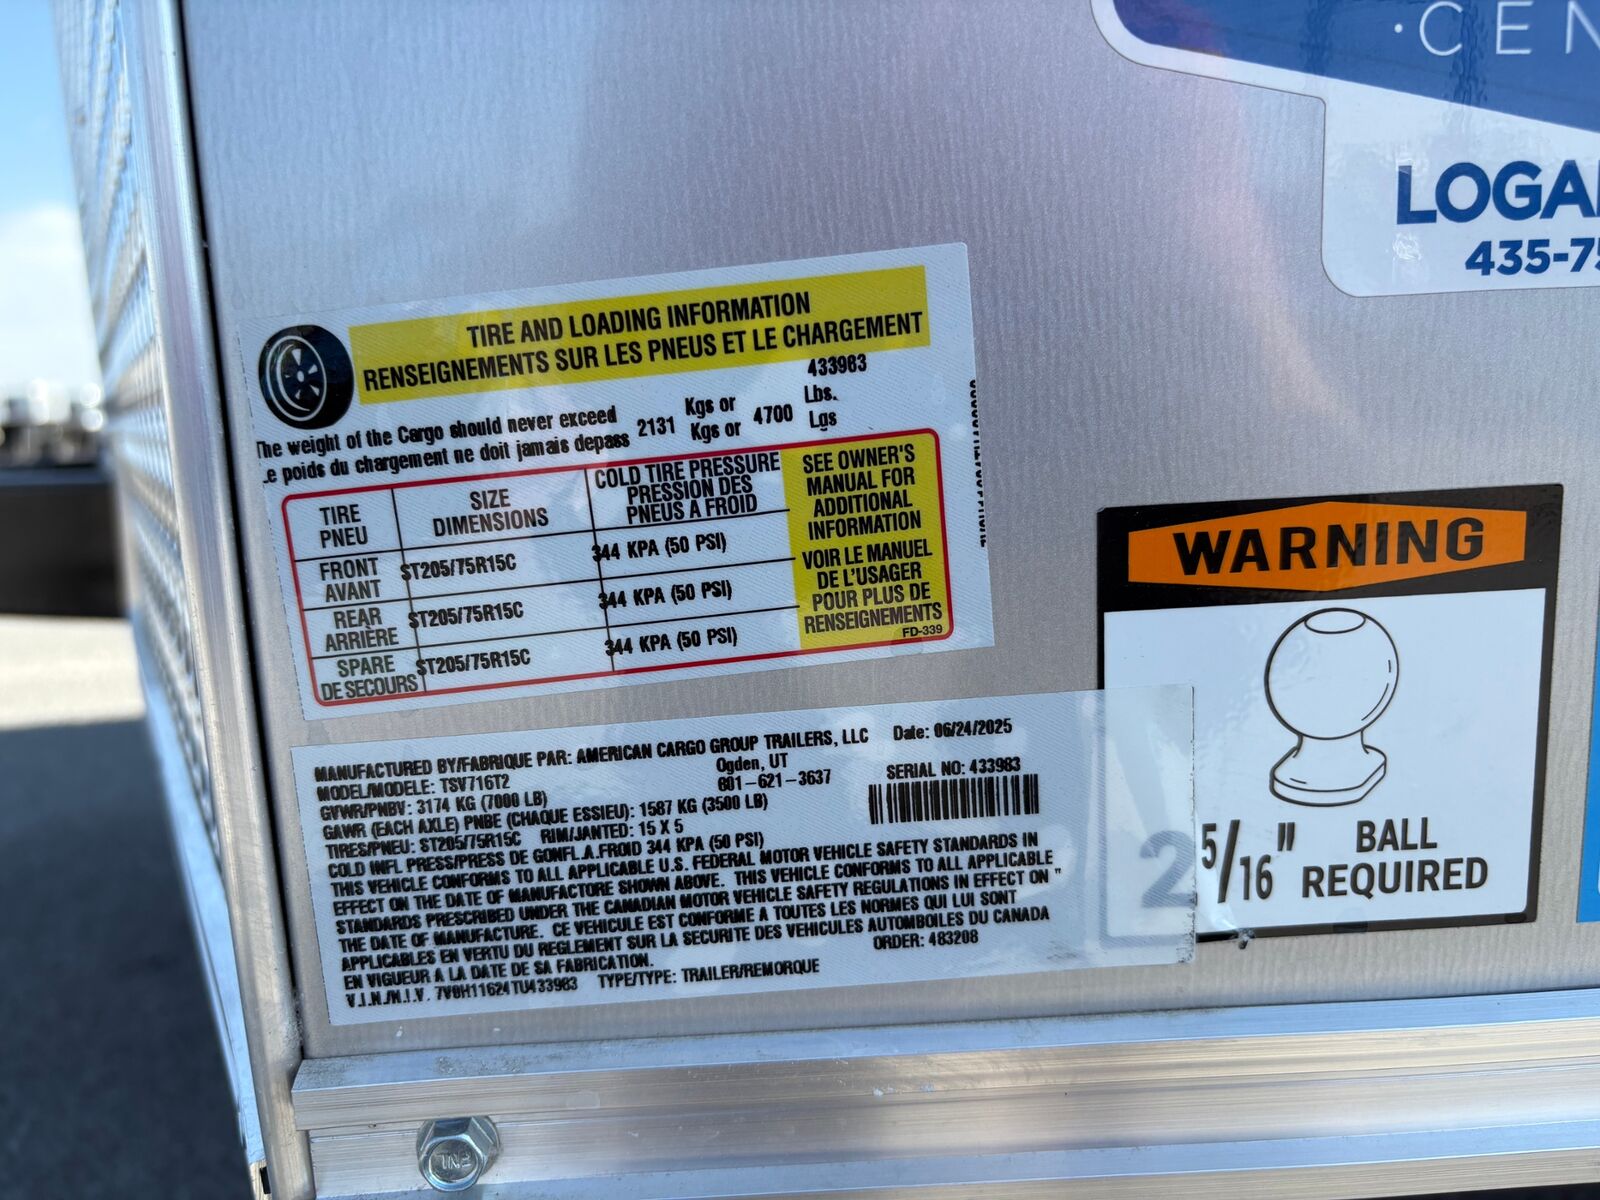 · CEN
LOGA
435-75
TIRE AND LOADING INFORMATION
RENSEIGNEMENTS SUR LES PNEUS ET LE CHARGEMENT
433983
The weight of the Cargo should never exceed 2131 Kgs or 4700 Lbs.
Le poids du chargement ne doit jamais depass Kgs or Lgs
TIRE SIZE COLD TIRE PRESSURE
PNEU DIMENSIONS PRESSION DES
PNEUS A FROID
FRONT ST205/75R15C 344 KPA (50 PSI)
AVANT
REAR ST205/75R15C 344 KPA (50 PSI)
ARRIÈRE
SPARE ST205/75R15C 344 KPA (50 PSI)
DE SECOURS
SEE OWNER'S
MANUAL FOR
ADDITIONAL
INFORMATION
VOIR LE MANUEL
DE L'USAGER
POUR PLUS DE
RENSEIGNEMENTS
FD-339
WARNING
2 5/16" BALL
REQUIRED
MANUFACTURED BY/FABRIQUE PAR: AMERICAN CARGO GROUP TRAILERS, LLC Date: 06/24/2025
MODEL/MODELE: TSV716T2 Ogden, UT
GVWR/PNBV: 3174 KG (7000 LB) 801-621-3637 SERIAL NO: 433983
GAWR (EACH AXLE) PNBE (CHAQUE ESSIEU): 1587 KG (3500 LB)
TIRES/PNEU: ST205/75R15C RIM/JANTED: 15 X 5
COLD INFL PRESS/PRESS DE GONFL.A.FROID 344 KPA (50 PSI)
THIS VEHICLE CONFORMS TO ALL APPLICABLE U.S. FEDERAL MOTOR VEHICLE SAFETY STANDARDS IN
EFFECT ON THE DATE OF MANUFACTORE SHOWN ABOVE. THIS VEHICLE CONFORMS TO ALL APPLICABLE
STANDARDS PRESCRIBED UNDER THE CANADIAN MOTOR VEHICLE SAFETY REGULATIONS IN EFFECT ON "
THE DATE OF MANUFACTURE. CE VEHICULE EST CONFORME A TOUTES LES NORMES QUI LUI SONT
APPLICABLES EN VERTU DU REGLEMENT SUR LA SECURITE DES VEHICULES AUTOMBOILES DU CANADA
EN VIGUEUR A LA DATE DE SA FABRICATION. ORDER: 483208
V.I.N./N.I.V. 7V0H11624TU433983 TYPE/TYPE: TRAILER/REMORQUE